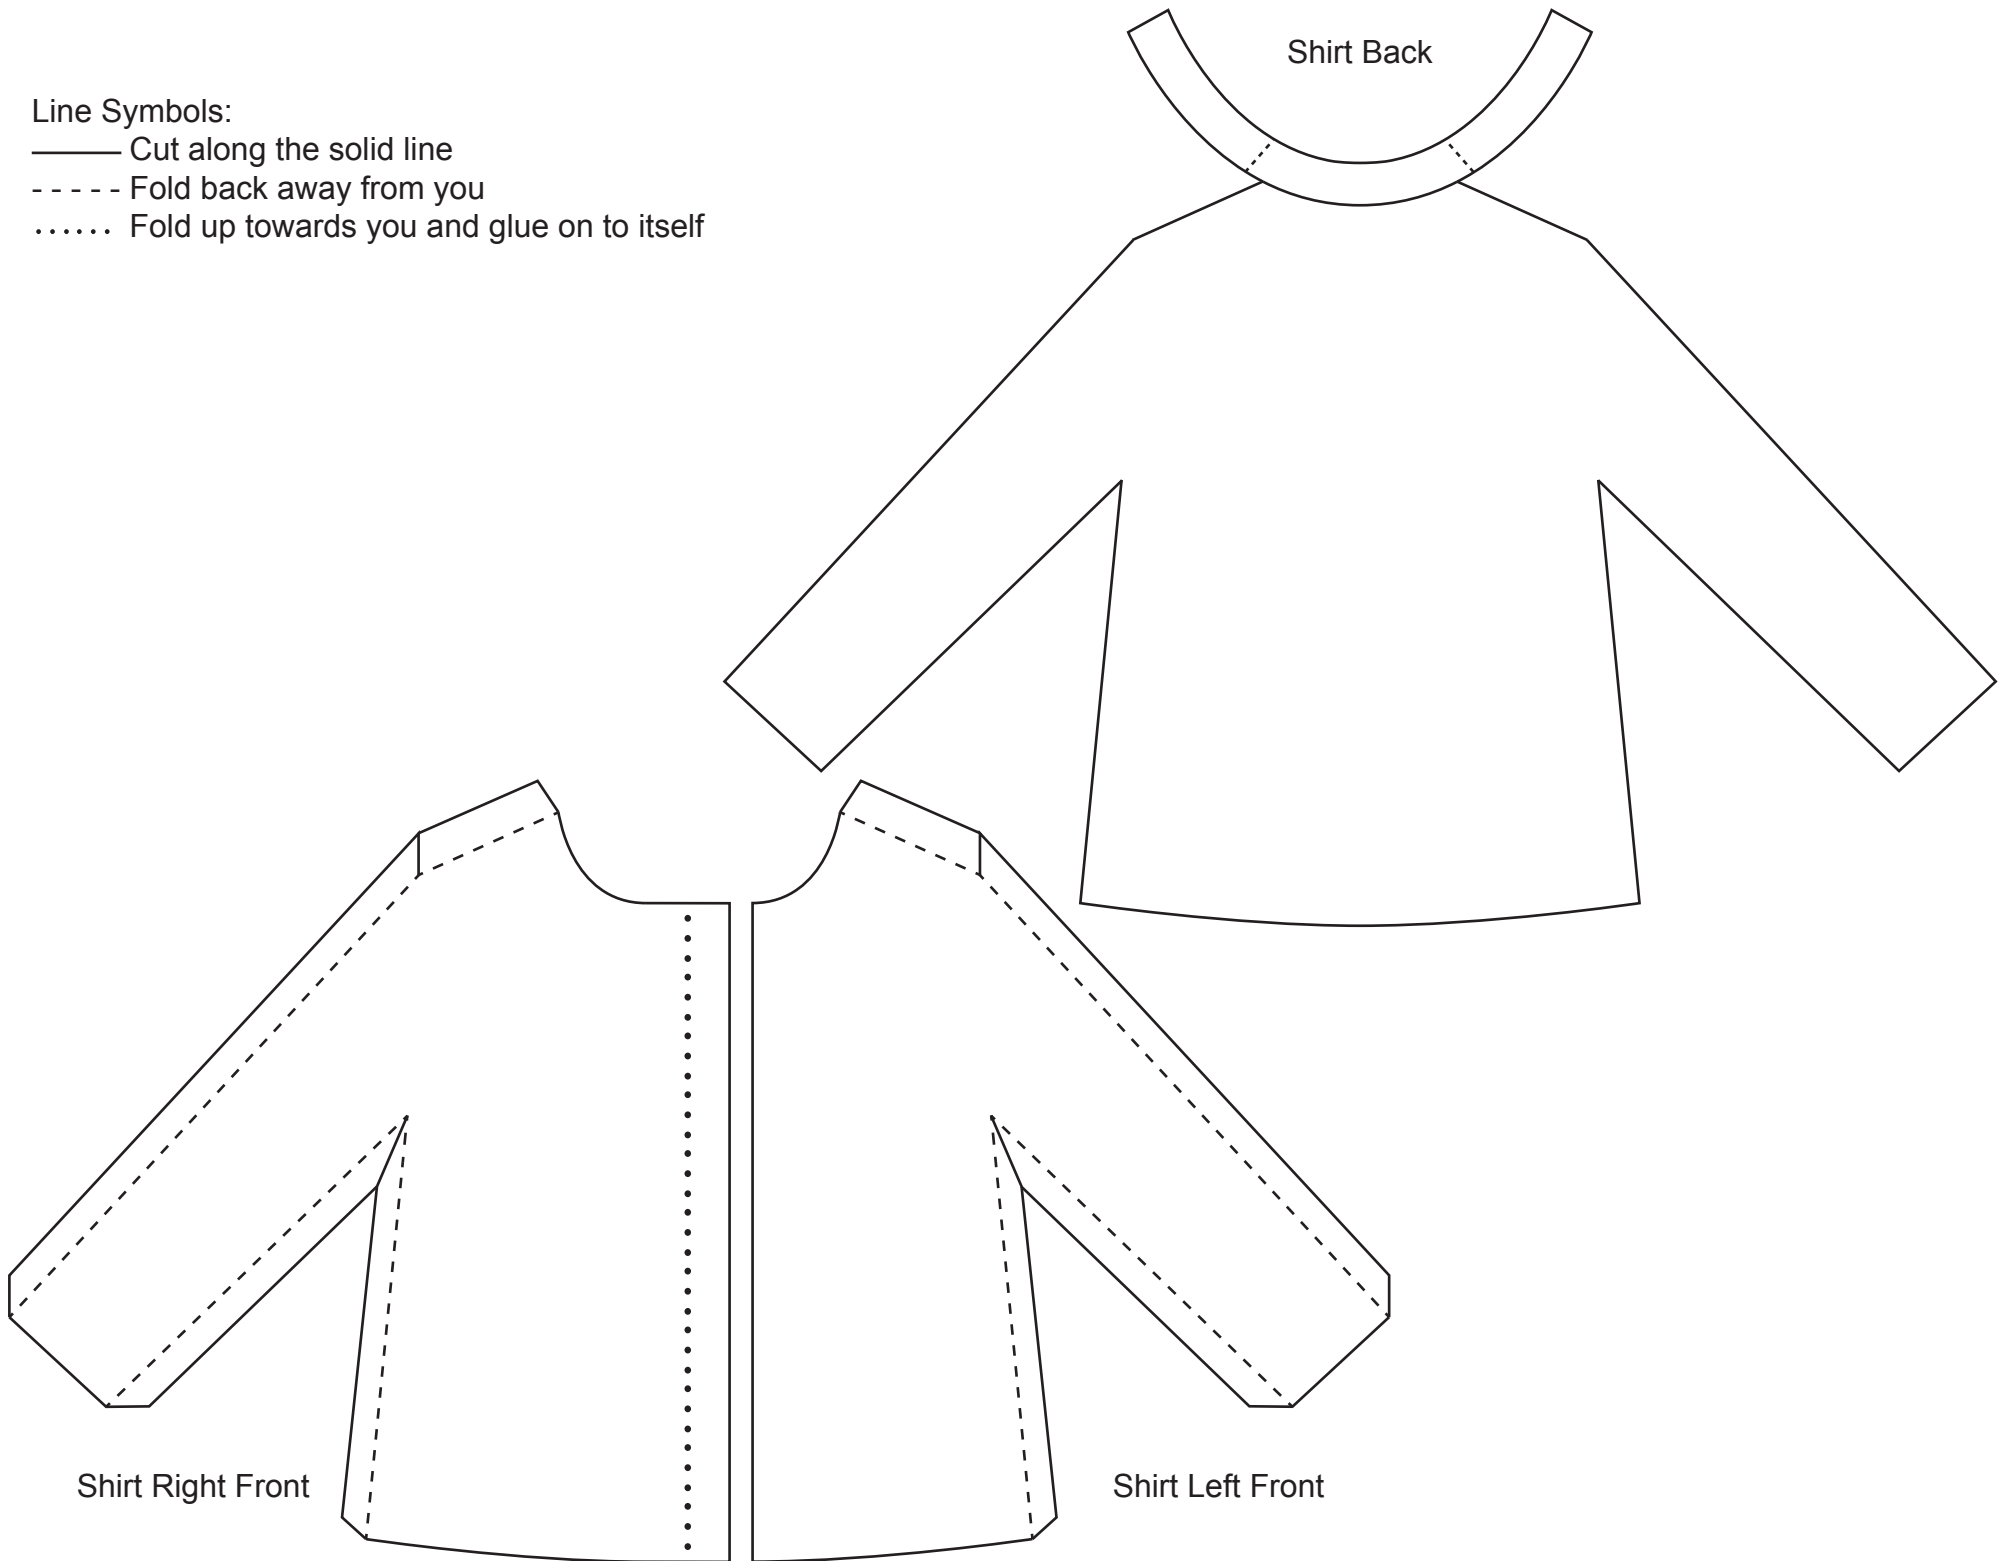 Shirt Back
Line Symbols:
Cut along the solid line
Fold back away from you
Fold up towards you and glue on to itself
Shirt Right Front
Shirt Left Front